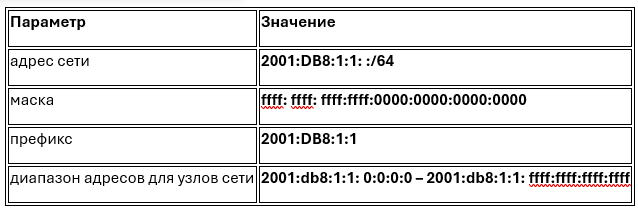 Параметр Значение
адрес сети 2001:DB8:1:1: :/64
маска ffff: ffff: ffff:ffff:0000:0000:0000:0000
префикс 2001:DB8:1:1
диапазон адресов для узлов сети 2001:db8:1:1: 0:0:0:0 – 2001:db8:1:1: ffff:ffff:ffff:ffff